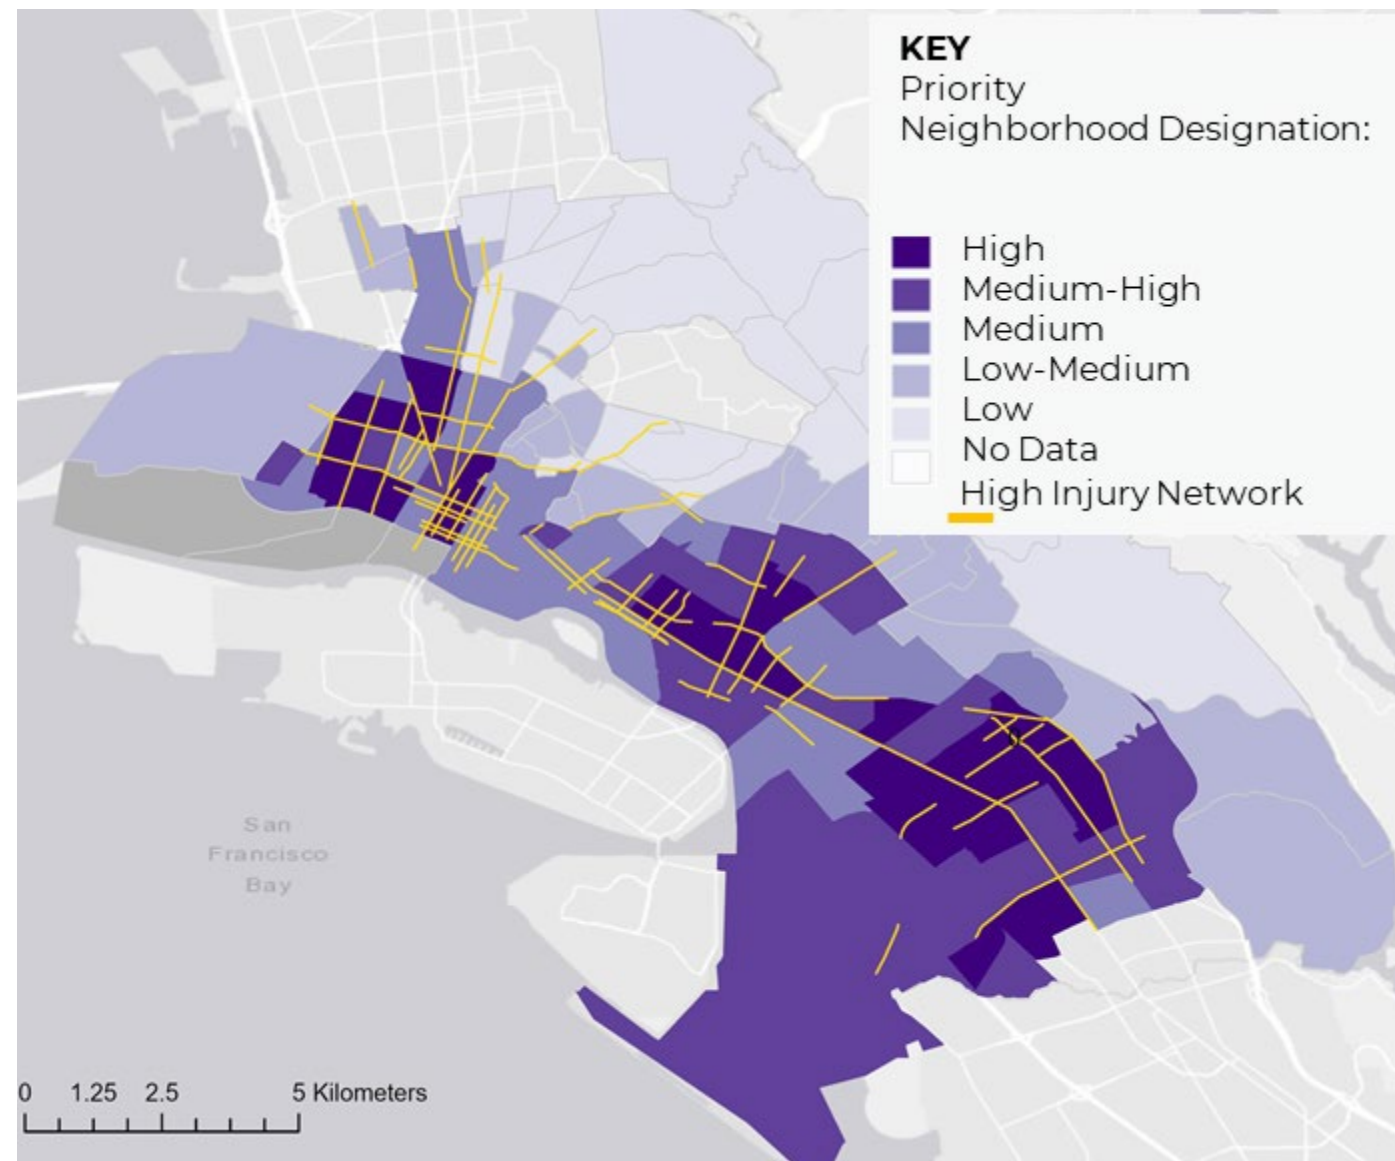 KEY
Priority
Neighborhood Designation:
High
Medium-High
Medium
Low-Medium
Low
No Data
High Injury Network
San
Francisco
Bay
0 1.25 2.5 5 Kilometers